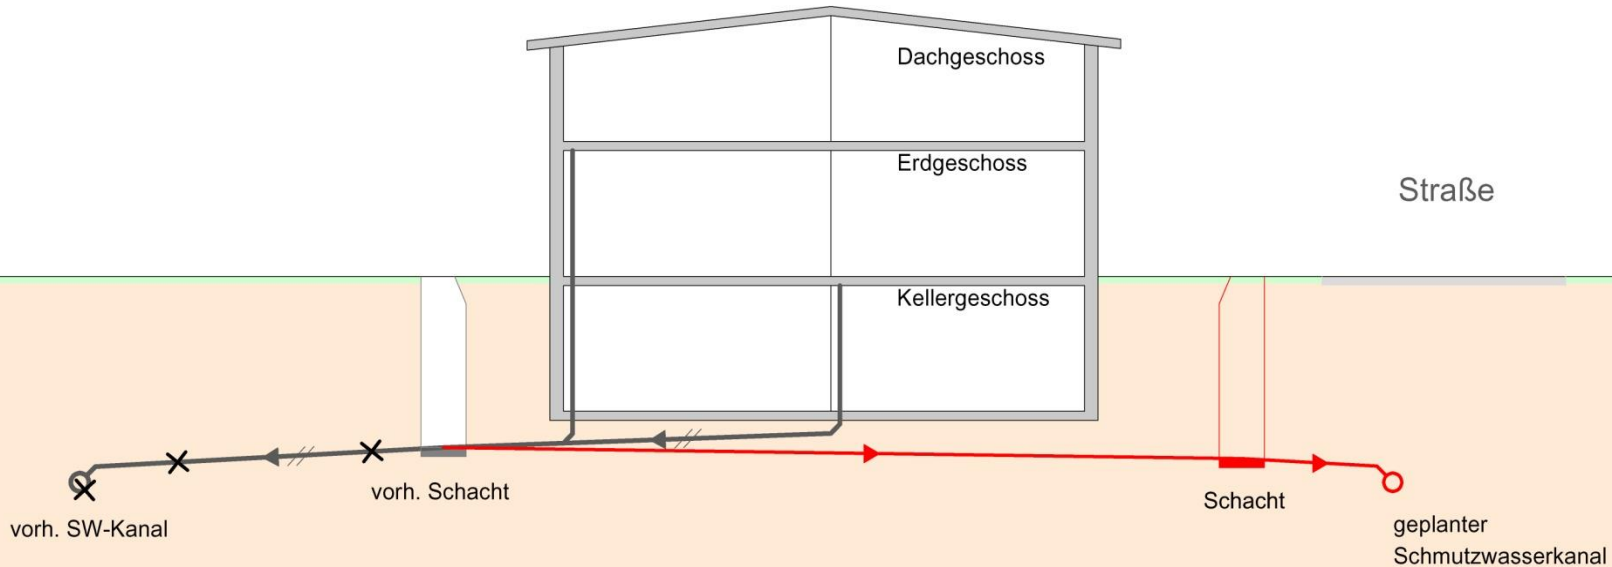 Dachgeschoss
Erdgeschoss
Straße
Kellergeschoss
vorh. Schacht
Schacht
vorh. SW-Kanal
geplanter
Schmutzwasserkanal